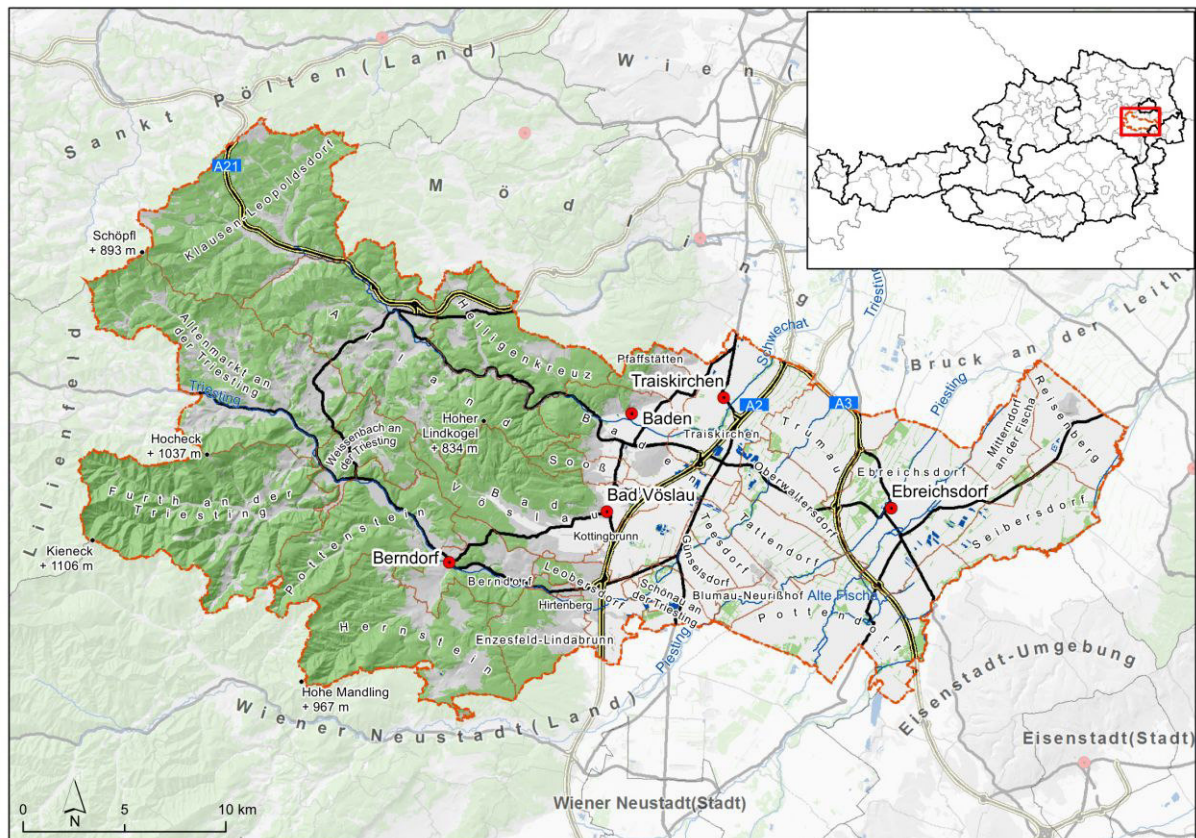 Sankt Pölten (Land)
Wien (
Mödling
A21
Klausen-Leopoldsdorf
Schöpfl
+ 893 m
Triesting
Bruck an der Leitha
Schwechat
Heiligenkreuz
Alland
Altenmarkt an
der Triesting
Pfaffstätten
Traiskirchen
A2
A3
Piesting
Reisenberg
Mitterndorf
an der Fischa
Triesting
Lilienfeld
Baden
Baden
Hoher
Lindkogel
+ 834 m
Traiskirchen
Trumau
Hocheck
+ 1037 m
Weissenbach an
der Triesting
Sooß
Oberwaltersdorf
Ebreichsdorf
Ebreichsdorf
Furth an der
Triesting
Bad
Vöslau
Bad Vöslau
Seibersdorf
Pottenstein
Kottingbrunn
Tattendorf
Teesdorf
Günselsdorf
Kieneck
+ 1106 m
Berndorf
Berndorf
Leobersdorf
Schönau an
der Triesting
Blumau-Neurißhof
Alte Fischa
Hirtenberg
Pottendorf
Hernstein
Enzesfeld-Lindabrunn
Piesting
Eisenstadt-Umgebung
Hohe Mandling
+ 967 m
Wiener Neustadt(Land)
Eisenstadt(Stadt)
Wiener Neustadt(Stadt)
0 5 10 km
N